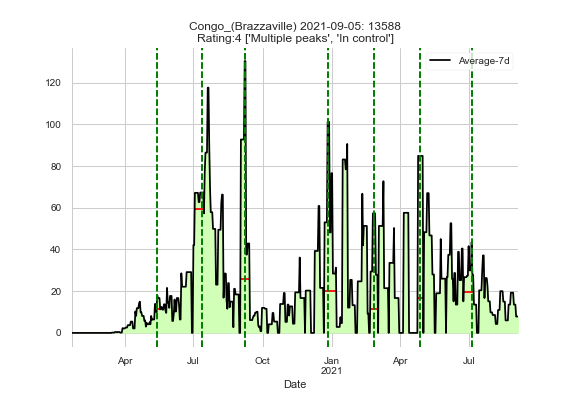 Congo_(Brazzaville) 2021-09-05: 13588
Rating:4 ['Multiple peaks', 'In control']
Average-7d
120
100
80
60
40
20
0
Apr
Jul
Oct
Jan
2021
Apr
Jul
Date